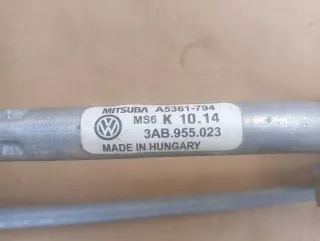 MITSUBA A5361-794
MS6 K 10.14
3AB.955.023
MADE IN HUNGARY